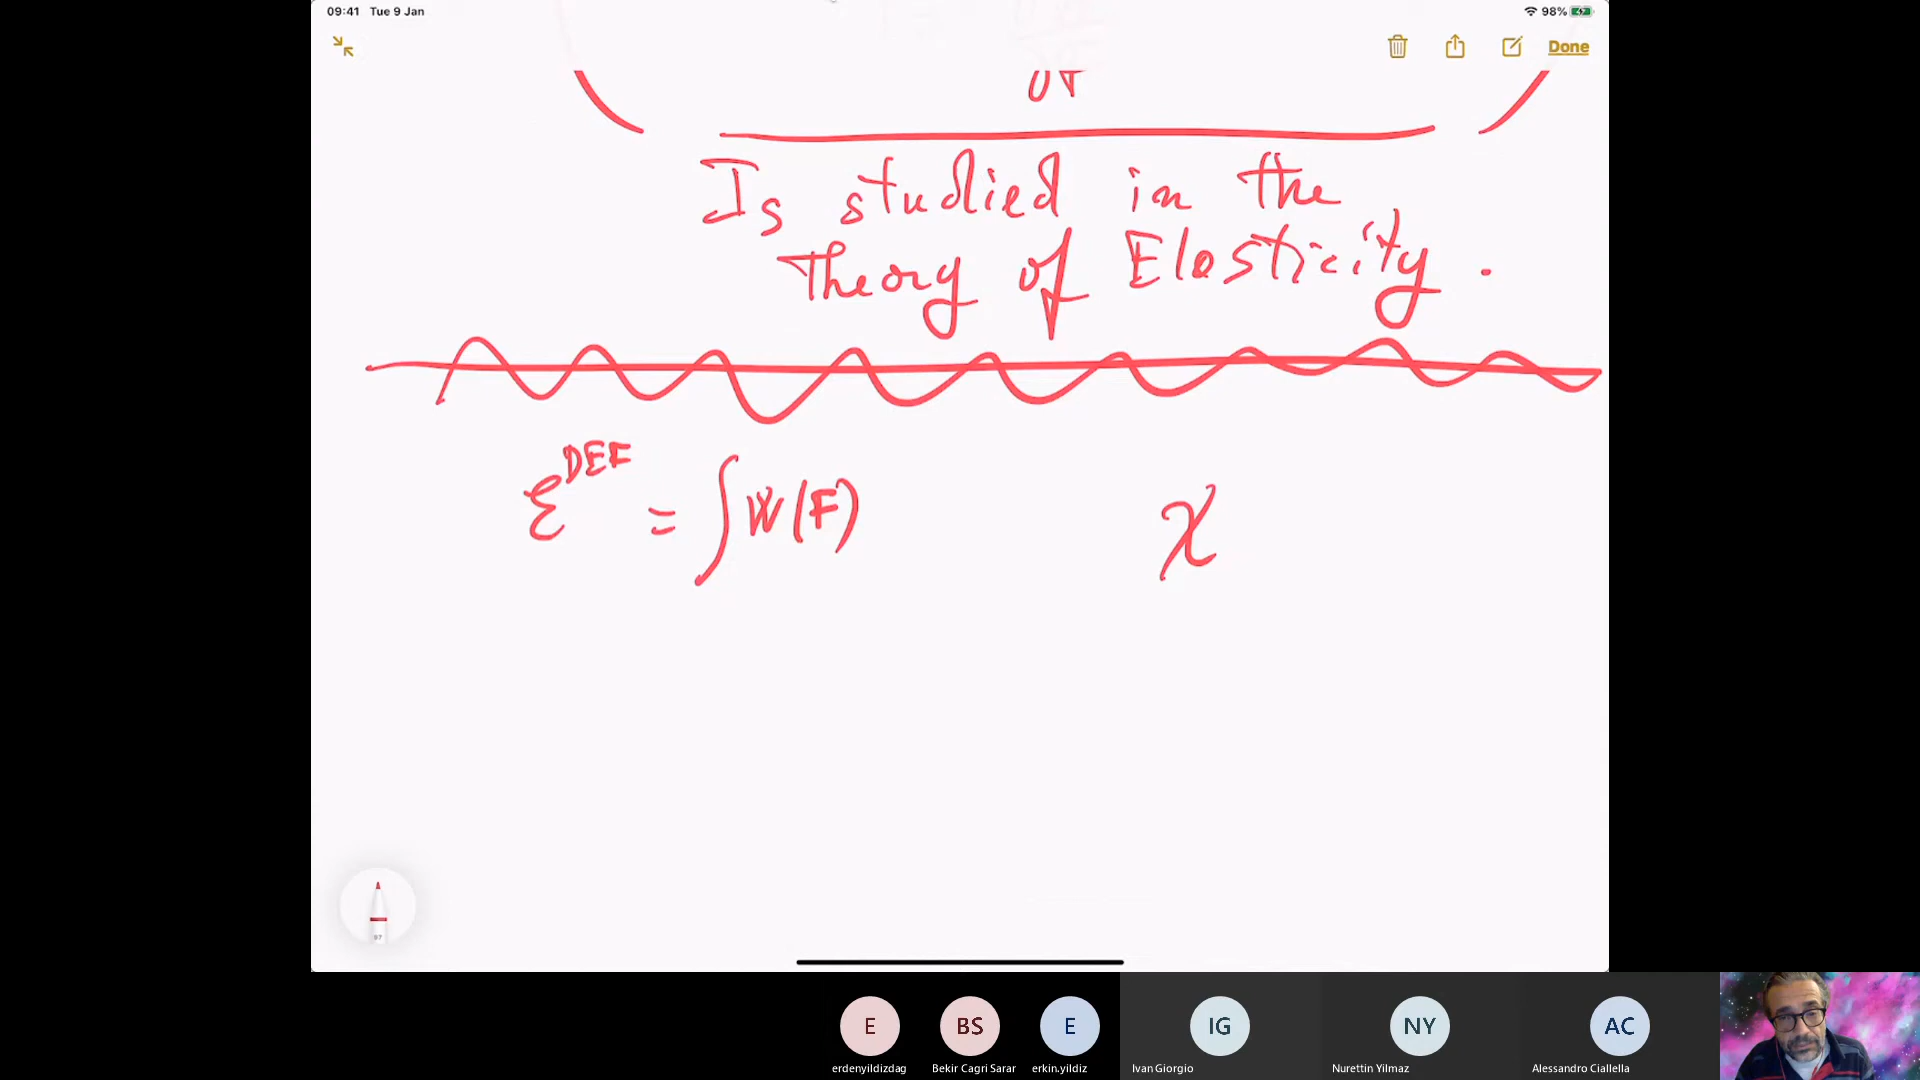 09:41 Tue 9 Jan 98%
Done
Is studied in the
Theory of Elasticity.
ε^DEF = ∫W(F) χ
97
E BS E IG NY AC
erdenyildizdag Bekir Cagri Sarar erkin.yildiz Ivan Giorgio Nurettin Yilmaz Alessandro Ciallella